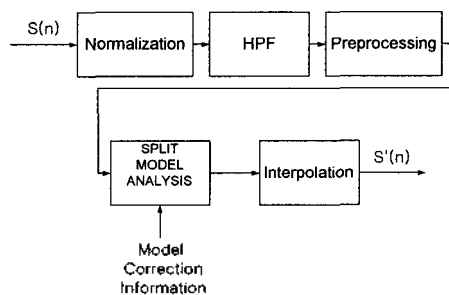 S(n)
Normalization
HPF
Preprocessing
SPLIT
MODEL
ANALYSIS
Interpolation
S'(n)
Model
Correction
Information